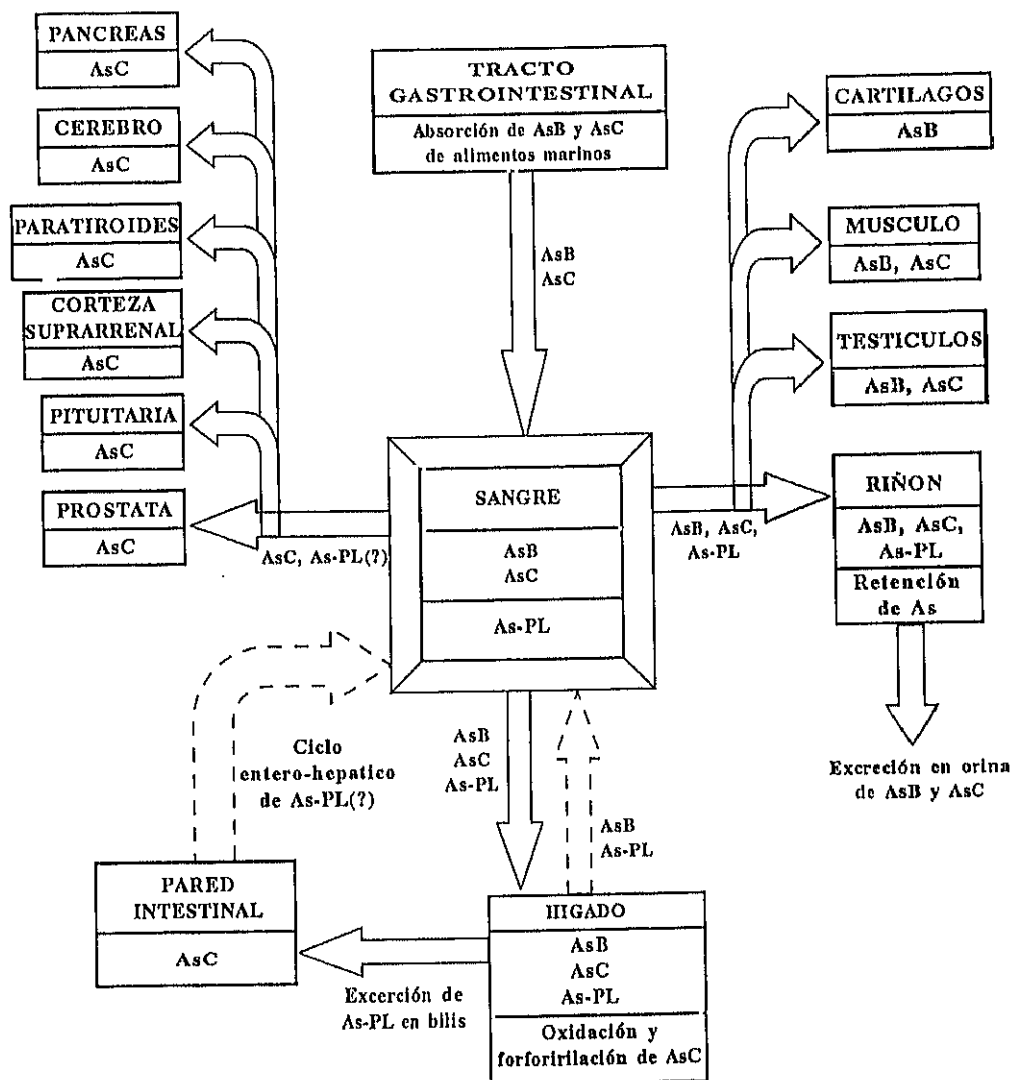 PANCREAS
AsC
CEREBRO
AsC
PARATIROIDES
AsC
CORTEZA
SUPRARRENAL
AsC
PITUITARIA
AsC
PROSTATA
AsC
TRACTO
GASTROINTESTINAL
Absorción de AsB y AsC
de alimentos marinos
AsB
AsC
CARTILAGOS
AsB
MUSCULO
AsB, AsC
TESTICULOS
AsB, AsC
RIÑON
AsB, AsC,
As-PL
Retención
de As
Excreción en orina
de AsB y AsC
SANGRE
AsB
AsC
As-PL
AsC, As-PL(?)
AsB, AsC,
As-PL
Ciclo
entero-hepatico
de As-PL(?)
AsB
AsC
As-PL
AsB
As-PL
PARED
INTESTINAL
AsC
Excerción de
As-PL en bilis
HIGADO
AsB
AsC
As-PL
Oxidación y
forforirilación de AsC